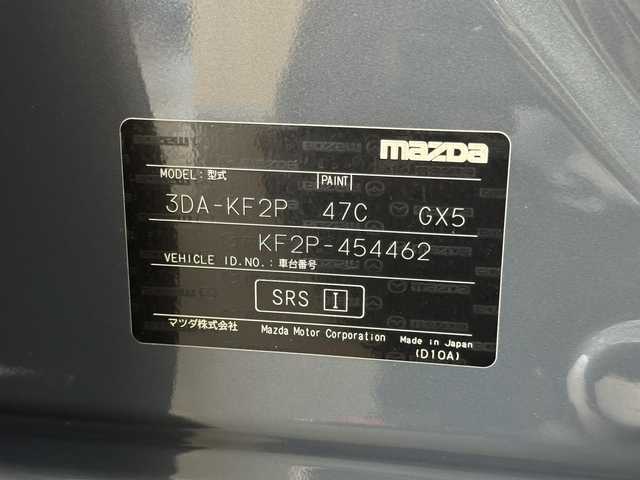 mazda
MODEL:型式 PAINT
3DA-KF2P 47C GX5
KF2P-454462
VEHICLE ID.NO.:車台番号
SRS I
マツダ株式会社 Mazda Motor Corporation Made in Japan
(D10A)